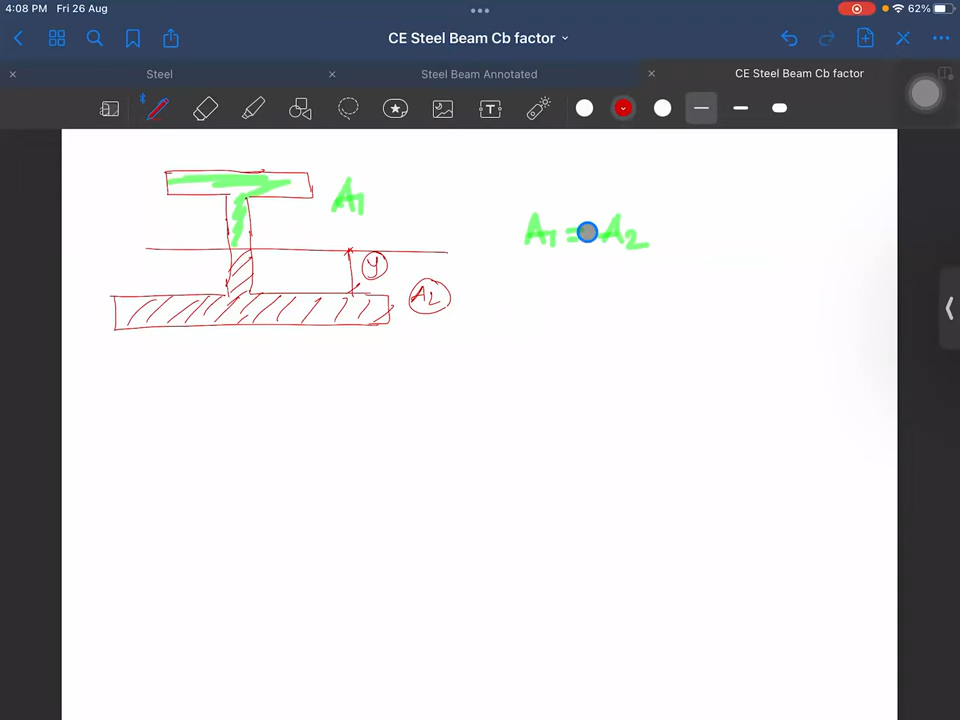 4:08 PM Fri 26 Aug
62%
CE Steel Beam Cb factor
Steel
Steel Beam Annotated
CE Steel Beam Cb factor
T
A1
A1 = A2
y
A2